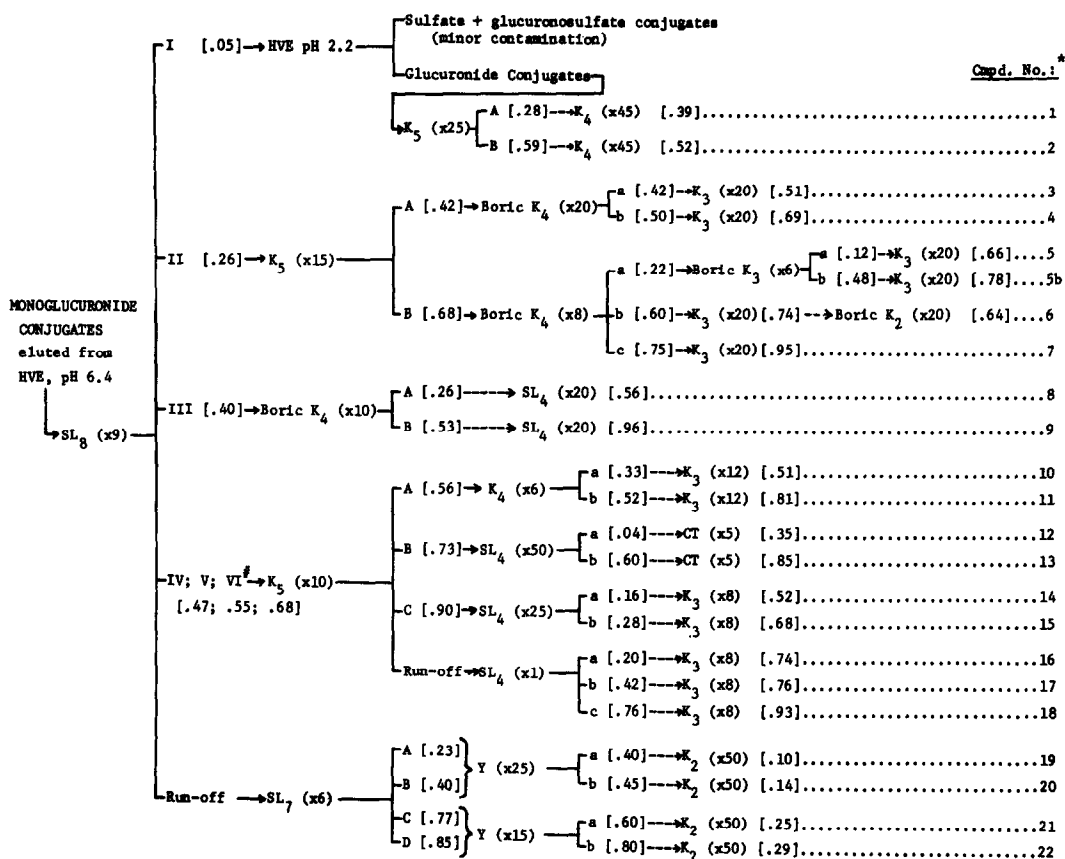 Sulfate + glucuronosulfate conjugates
(minor contamination)
I [.05]→HVE pH 2.2
Glucuronide Conjugates
Cmpd. No.:*
K5 (x25)
A [.28]--→K4 (x45) [.39]..........1
B [.59]--→K4 (x45) [.52]..........2
II [.26]→K5 (x15)
A [.42]→Boric K4 (x20)
a [.42]→K3 (x20) [.51]..........3
b [.50]→K3 (x20) [.69]..........4
B [.68]→Boric K4 (x8)
a [.22]→Boric K3 (x6)
a [.12]→K3 (x20) [.66]....5
b [.48]→K3 (x20) [.78]....5b
b [.60]→K3 (x20)[.74]---→Boric K2 (x20) [.64]....6
c [.75]→K3 (x20)[.95]..........7
MONOGLUCURONIDE
CONJUGATES
eluted from
HVE, pH 6.4
SL8 (x9)
III [.40]→Boric K4 (x10)
A [.26]-----→ SL4 (x20) [.56]..........8
B [.53]-----→ SL4 (x20) [.96]..........9
IV; V; VI#→K5 (x10)
[.47; .55; .68]
A [.56]→ K4 (x6)
a [.33]---→K3 (x12) [.51]..........10
b [.52]---→K3 (x12) [.81]..........11
B [.73]→SL4 (x50)
a [.04]---→CT (x5) [.35]..........12
b [.60]---→CT (x5) [.85]..........13
C [.90]→SL4 (x25)
a [.16]---→K3 (x8) [.52]..........14
b [.28]---→K3 (x8) [.68]..........15
Run-off→SL4 (x1)
a [.20]---→K3 (x8) [.74]..........16
b [.42]---→K3 (x8) [.76]..........17
c [.76]---→K3 (x8) [.93]..........18
Run-off →SL7 (x6)
A [.23]
B [.40]
Y (x25)
a [.40]---→K2 (x50) [.10]..........19
b [.45]---→K2 (x50) [.14]..........20
C [.77]
D [.85]
Y (x15)
a [.60]---→K2 (x50) [.25]..........21
b [.80]---→K2 (x50) [.29]..........22